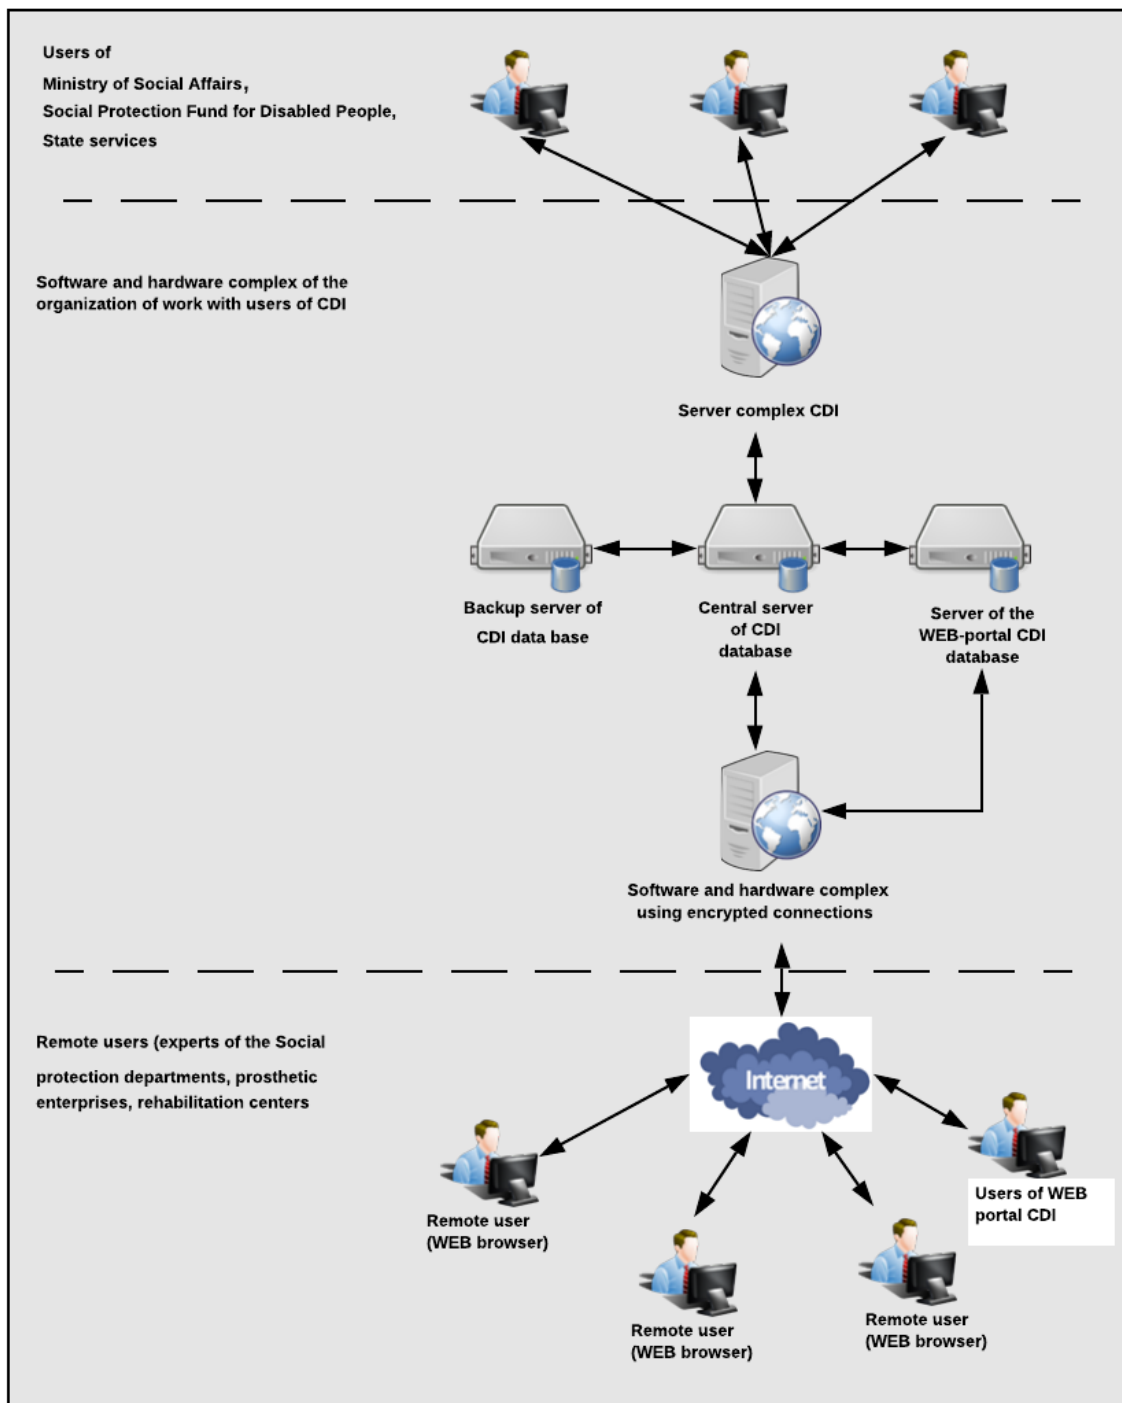 Users of
Ministry of Social Affairs,
Social Protection Fund for Disabled People,
State services
Software and hardware complex of the
organization of work with users of CDI
Server complex CDI
Backup server of
CDI data base
Central server
of CDI
database
Server of the
WEB-portal CDI
database
Software and hardware complex
using encrypted connections
Remote users (experts of the Social
protection departments, prosthetic
enterprises, rehabilitation centers
Internet
Remote user
(WEB browser)
Remote user
(WEB browser)
Remote user
(WEB browser)
Users of WEB
portal CDI